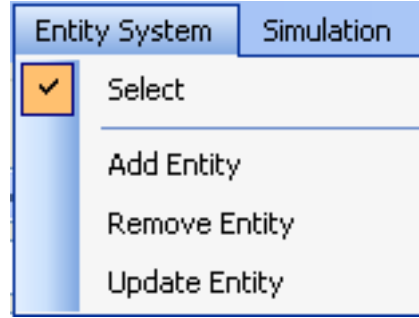 Entity System Simulation
Select
Add Entity
Remove Entity
Update Entity